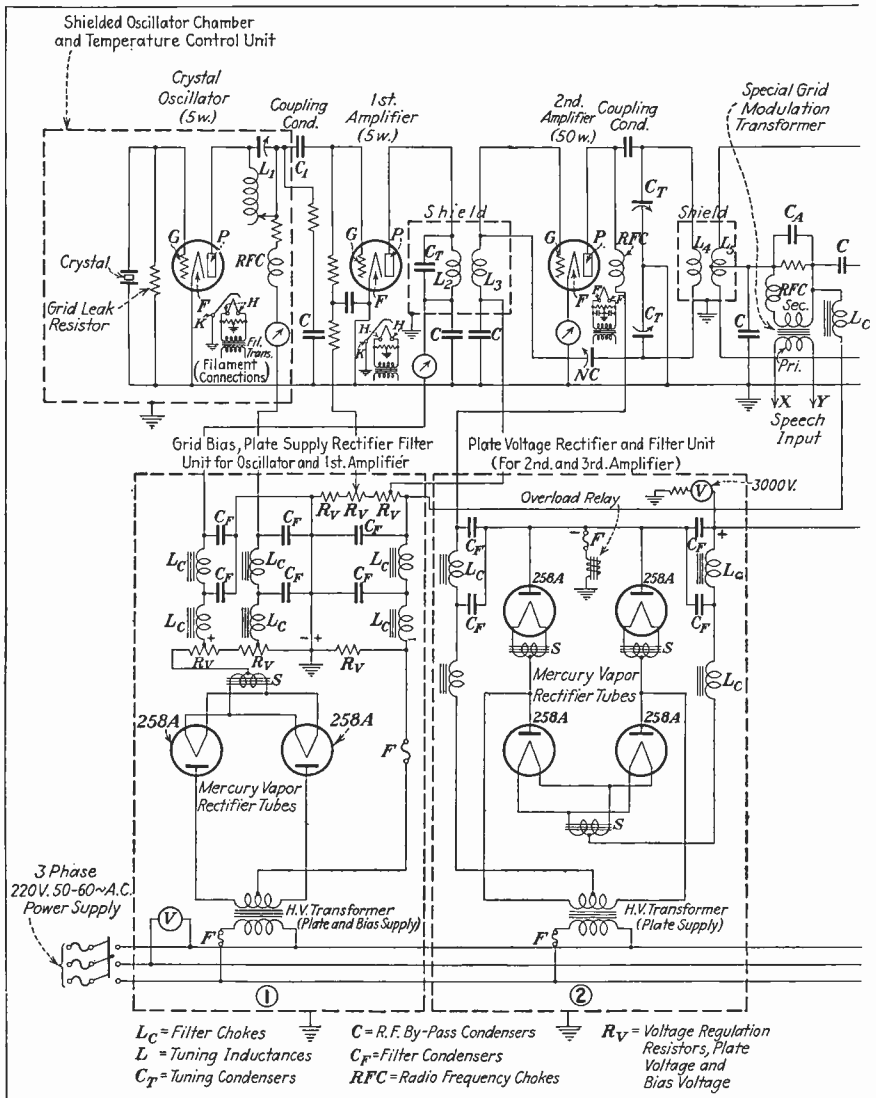 Shielded Oscillator Chamber
and Temperature Control Unit
Crystal
Oscillator
(5 w.)
Coupling
Cond.
1st.
Amplifier
(5 w.)
2nd.
Amplifier
(50 w.)
Coupling
Cond.
Special Grid
Modulation
Transformer
L1
C1
G
P
F
Crystal
Grid Leak
Resistor
RFC
K
H
Fil.
Trans.
(Filament
Connections)
C
G
P
F
H
H
K
Shield
CT
L2
L3
C
C
G
P
F
RFC
F
F
CT
CT
NC
Shield
L4
L5
CA
C
RFC
Sec.
LC
C
Pri.
X
Y
Speech
Input
Grid Bias, Plate Supply Rectifier Filter
Unit for Oscillator and 1st. Amplifier
Plate Voltage Rectifier and Filter Unit
(For 2nd. and 3rd. Amplifier)
Overload Relay
V
3000V.
RV RV RV
CF
CF
CF
LC
LC
LC
CF
CF
CF
LC
LC
LC
+
- +
-
RV
RV
RV
S
258A
258A
Mercury Vapor
Rectifier Tubes
F
CF
- F
CF
+
LC
LC
258A
258A
CF
CF
S
S
Mercury Vapor
Rectifier Tubes
LC
258A
258A
S
3 Phase
220V. 50-60~A.C.
Power Supply
V
F
H.V. Transformer
(Plate and Bias Supply)
F
H.V. Transformer
(Plate Supply)
1
2
LC = Filter Chokes
L = Tuning Inductances
CT = Tuning Condensers
C = R.F. By-Pass Condensers
CF = Filter Condensers
RFC = Radio Frequency Chokes
RV = Voltage Regulation
Resistors, Plate
Voltage and
Bias Voltage